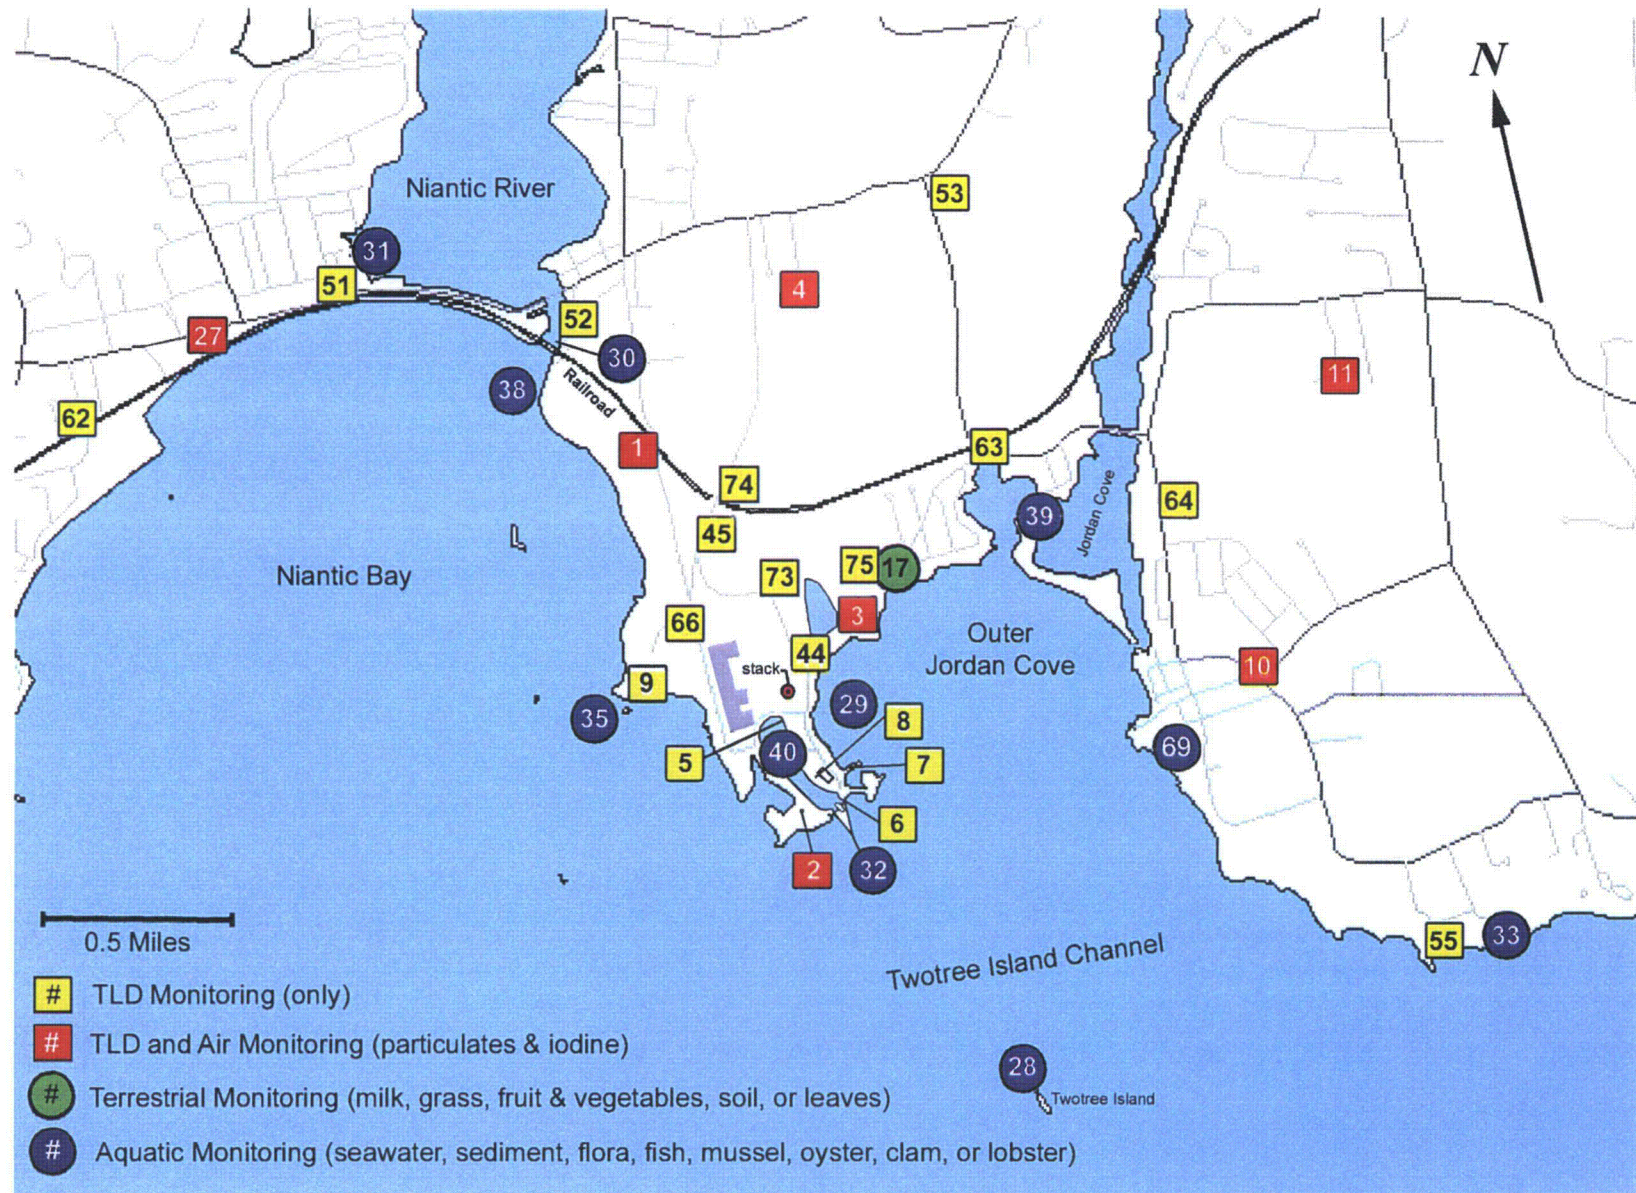 N
Niantic River
53
31
51
4
52
27
30
11
38
Railroad
62
1
63
74
64
39
Jordan Cove
45
75
17
73
Niantic Bay
3
66
Outer
Jordan Cove
44
stack
10
9
29
35
8
69
40
5
7
6
2
32
0.5 Miles
55
33
Twotree Island Channel
# TLD Monitoring (only)
# TLD and Air Monitoring (particulates & iodine)
28
Twotree Island
# Terrestrial Monitoring (milk, grass, fruit & vegetables, soil, or leaves)
# Aquatic Monitoring (seawater, sediment, flora, fish, mussel, oyster, clam, or lobster)